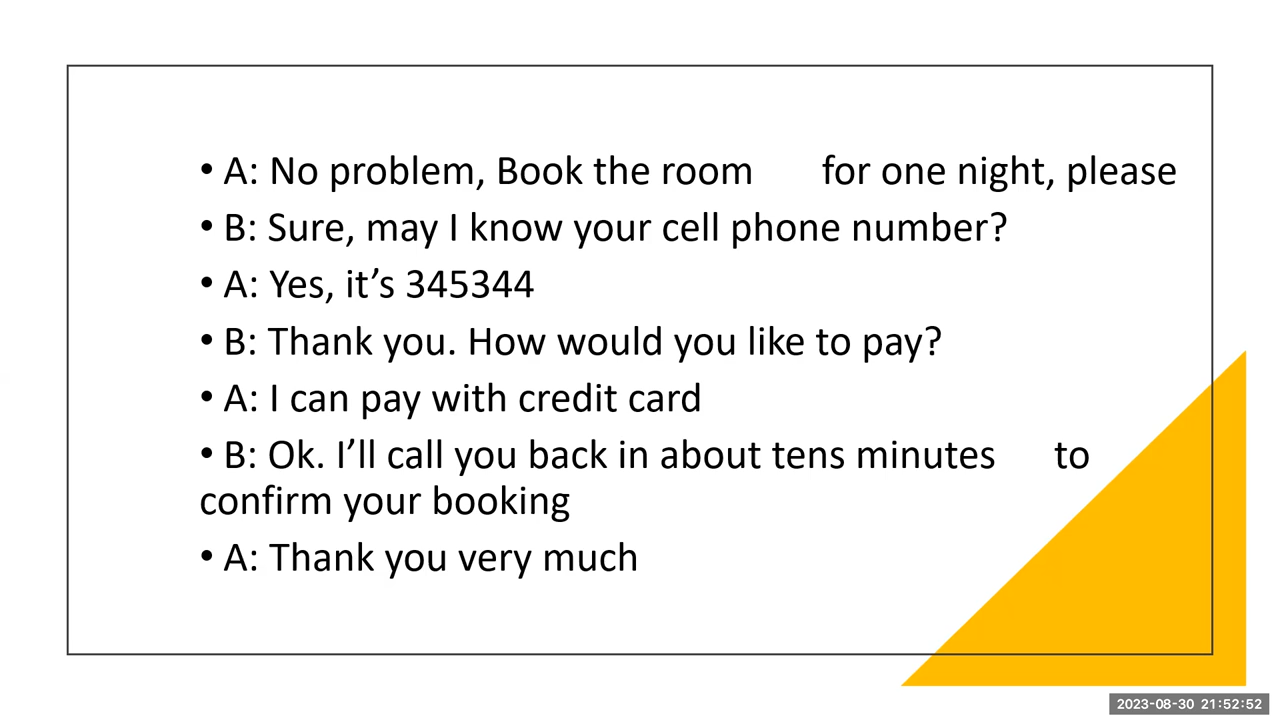 • A: No problem, Book the room for one night, please
• B: Sure, may I know your cell phone number?
• A: Yes, it’s 345344
• B: Thank you. How would you like to pay?
• A: I can pay with credit card
• B: Ok. I’ll call you back in about tens minutes to
confirm your booking
• A: Thank you very much
2023-08-30 21:52:52